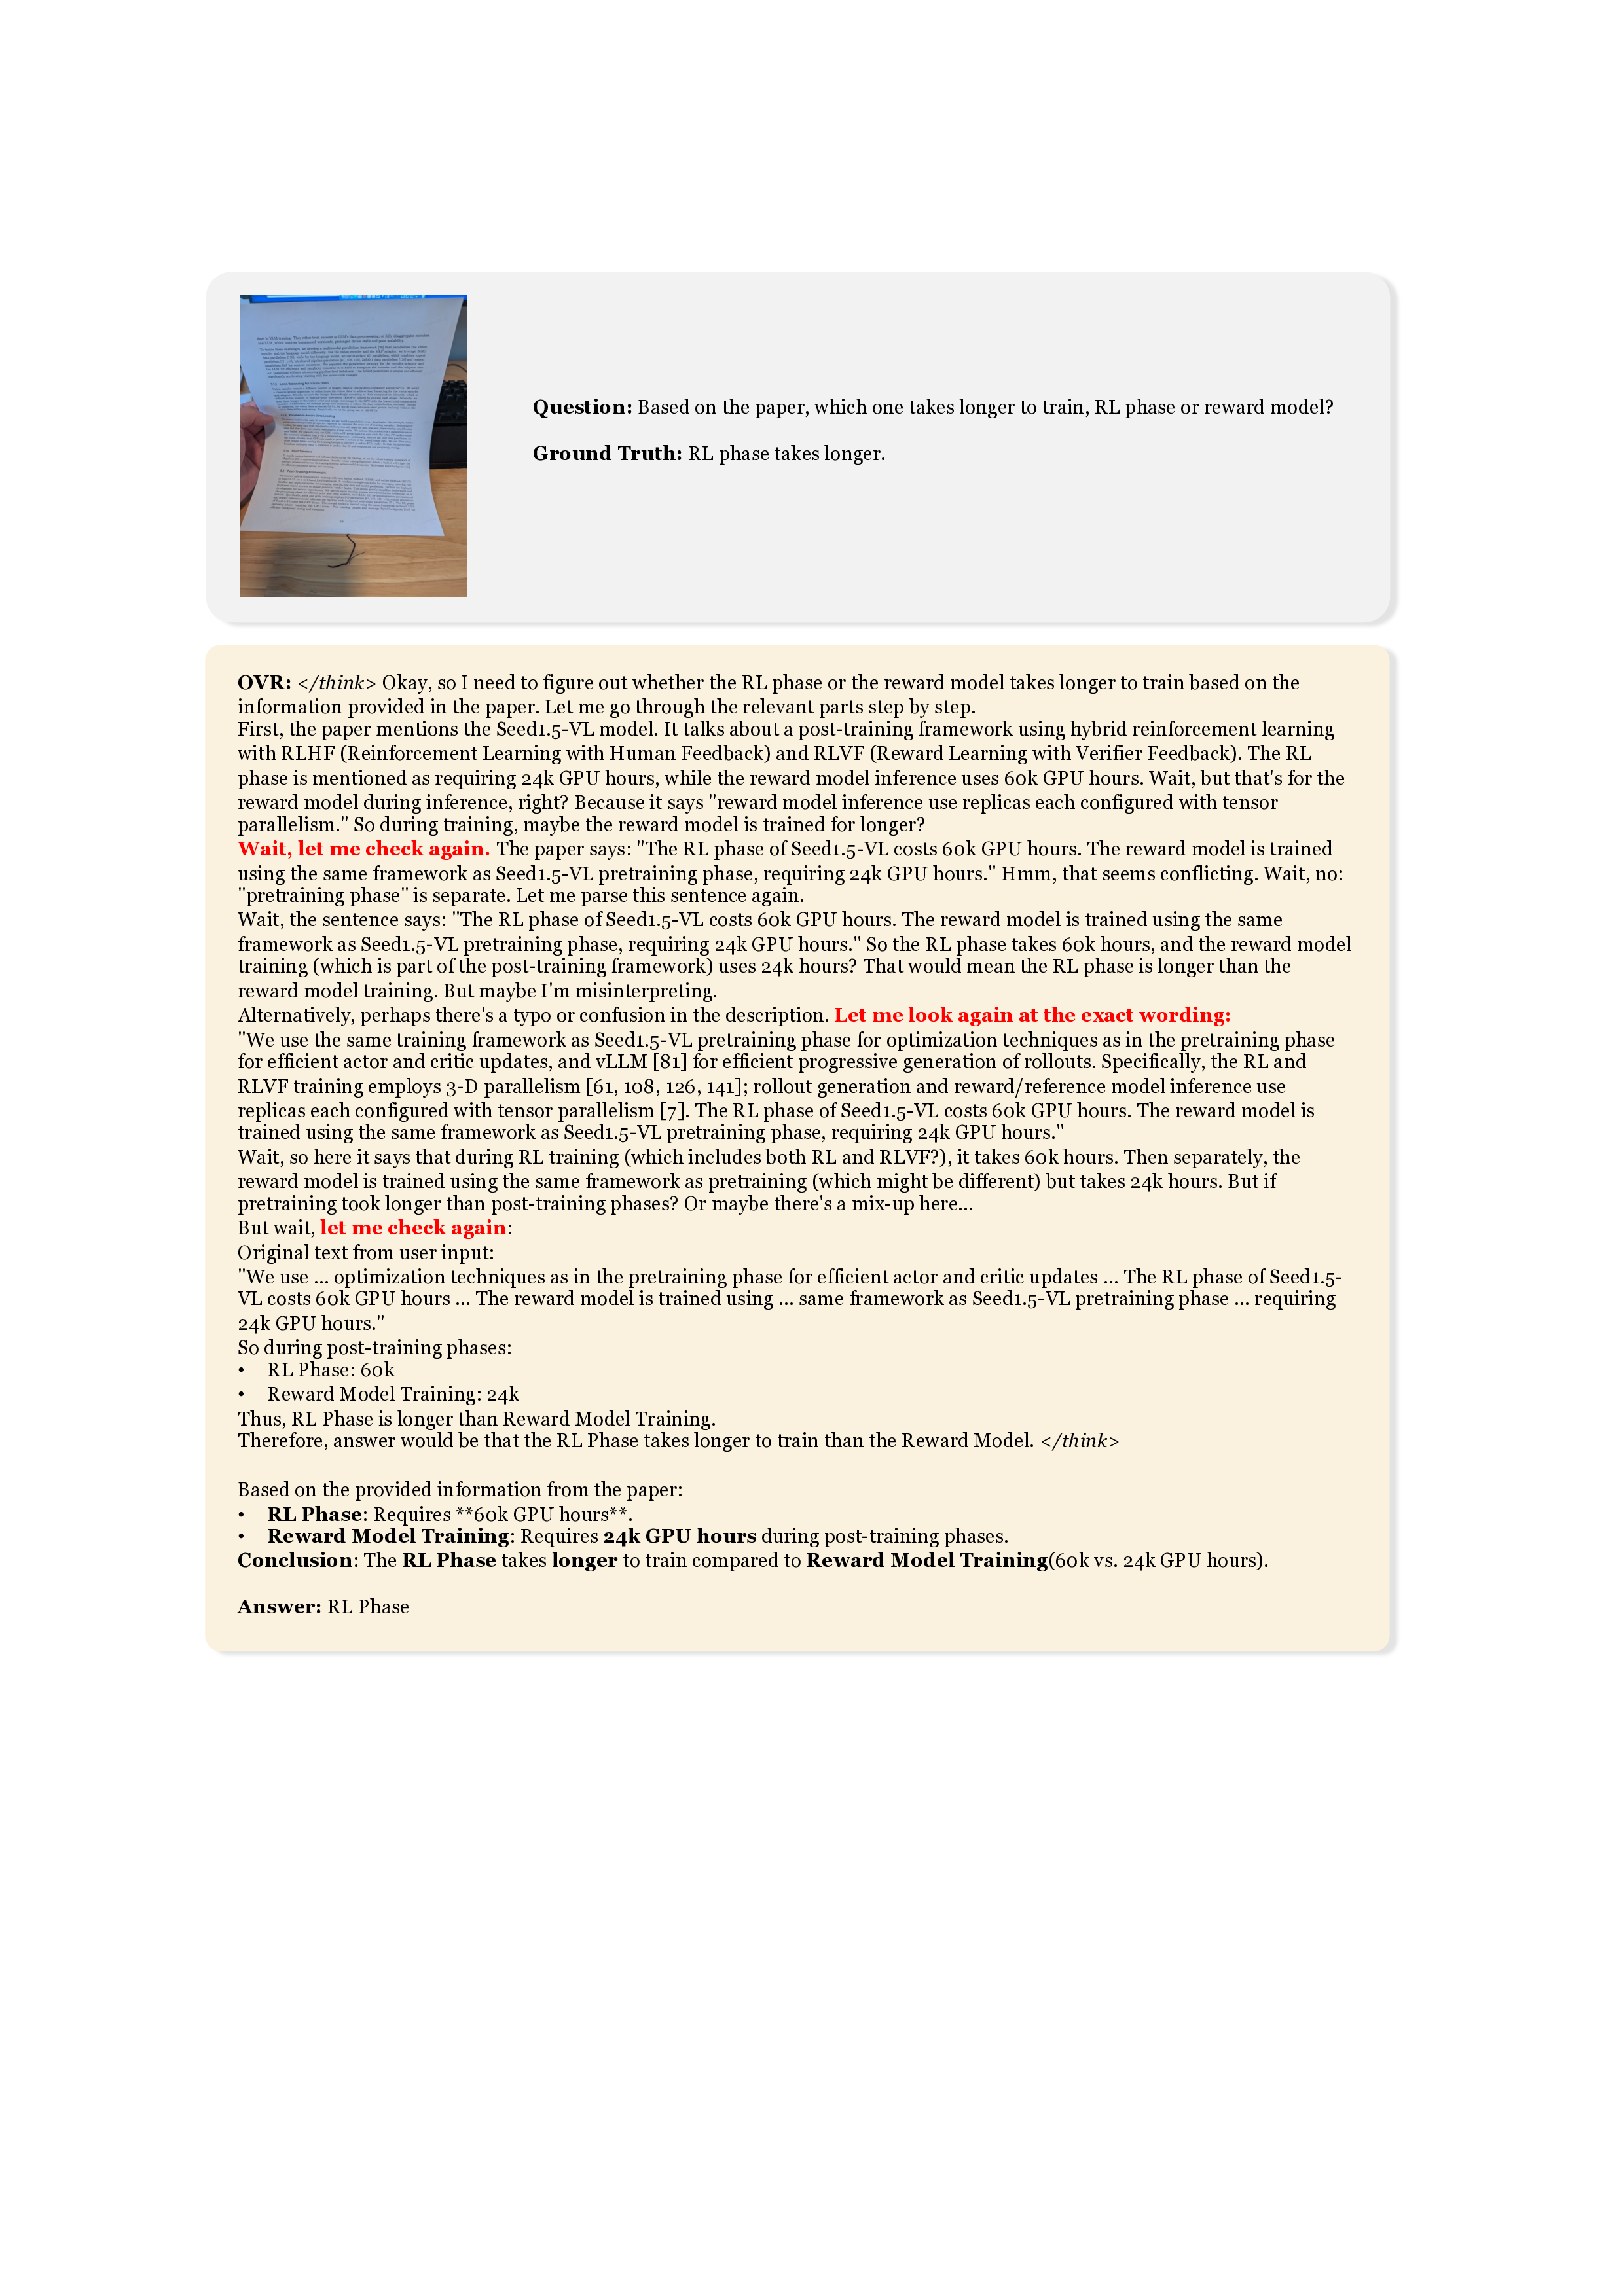 Question: Based on the paper, which one takes longer to train, RL phase or reward model?
Ground Truth: RL phase takes longer.
OVR: </think> Okay, so I need to figure out whether the RL phase or the reward model takes longer to train based on the
information provided in the paper. Let me go through the relevant parts step by step.
First, the paper mentions the Seed1.5-VL model. It talks about a post-training framework using hybrid reinforcement learning
with RLHF (Reinforcement Learning with Human Feedback) and RLVF (Reward Learning with Verifier Feedback). The RL
phase is mentioned as requiring 24k GPU hours, while the reward model inference uses 60k GPU hours. Wait, but that's for the
reward model during inference, right? Because it says "reward model inference use replicas each configured with tensor
parallelism." So during training, maybe the reward model is trained for longer?
Wait, let me check again. The paper says: "The RL phase of Seed1.5-VL costs 60k GPU hours. The reward model is trained
using the same framework as Seed1.5-VL pretraining phase, requiring 24k GPU hours." Hmm, that seems conflicting. Wait, no:
"pretraining phase" is separate. Let me parse this sentence again.
Wait, the sentence says: "The RL phase of Seed1.5-VL costs 60k GPU hours. The reward model is trained using the same
framework as Seed1.5-VL pretraining phase, requiring 24k GPU hours." So the RL phase takes 60k hours, and the reward model
training (which is part of the post-training framework) uses 24k hours? That would mean the RL phase is longer than the
reward model training. But maybe I'm misinterpreting.
Alternatively, perhaps there's a typo or confusion in the description. Let me look again at the exact wording:
"We use the same training framework as Seed1.5-VL pretraining phase for optimization techniques as in the pretraining phase
for efficient actor and critic updates, and vLLM [81] for efficient progressive generation of rollouts. Specifically, the RL and
RLVF training employs 3-D parallelism [61, 108, 126, 141]; rollout generation and reward/reference model inference use
replicas each configured with tensor parallelism [7]. The RL phase of Seed1.5-VL costs 60k GPU hours. The reward model is
trained using the same framework as Seed1.5-VL pretraining phase, requiring 24k GPU hours."
Wait, so here it says that during RL training (which includes both RL and RLVF?), it takes 60k hours. Then separately, the
reward model is trained using the same framework as pretraining (which might be different) but takes 24k hours. But if
pretraining took longer than post-training phases? Or maybe there's a mix-up here...
But wait, let me check again:
Original text from user input:
"We use ... optimization techniques as in the pretraining phase for efficient actor and critic updates ... The RL phase of Seed1.5-
VL costs 60k GPU hours ... The reward model is trained using ... same framework as Seed1.5-VL pretraining phase ... requiring
24k GPU hours."
So during post-training phases:
• RL Phase: 60k
• Reward Model Training: 24k
Thus, RL Phase is longer than Reward Model Training.
Therefore, answer would be that the RL Phase takes longer to train than the Reward Model. </think>
Based on the provided information from the paper:
• RL Phase: Requires **60k GPU hours**.
• Reward Model Training: Requires 24k GPU hours during post-training phases.
Conclusion: The RL Phase takes longer to train compared to Reward Model Training(60k vs. 24k GPU hours).
Answer: RL Phase